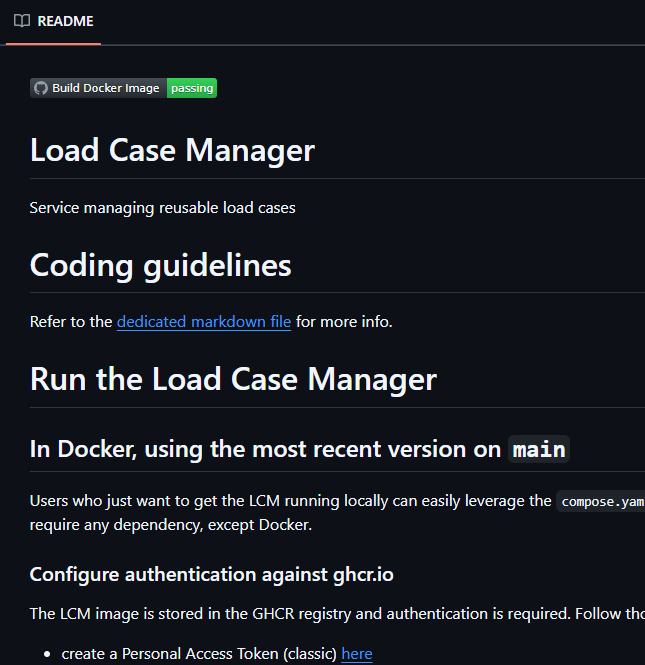 README
Build Docker Image passing
Load Case Manager
Service managing reusable load cases
Coding guidelines
Refer to the dedicated markdown file for more info.
Run the Load Case Manager
In Docker, using the most recent version on main
Users who just want to get the LCM running locally can easily leverage the compose.yam
require any dependency, except Docker.
Configure authentication against ghcr.io
The LCM image is stored in the GHCR registry and authentication is required. Follow tho
• create a Personal Access Token (classic) here